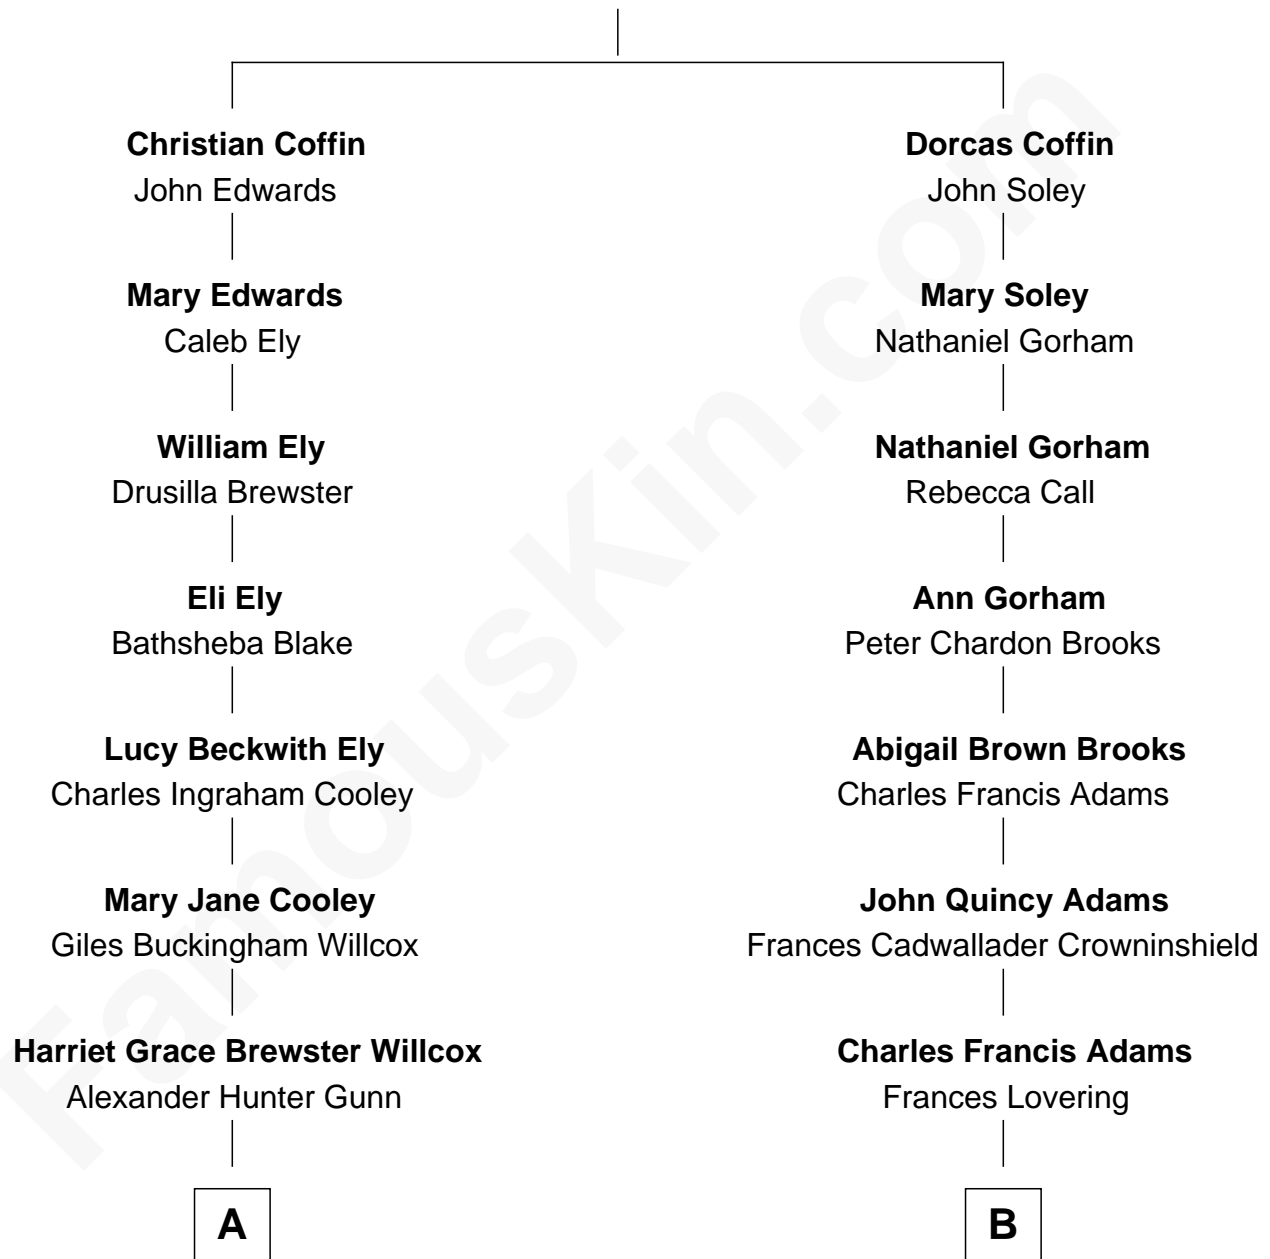 Christian Coffin
John Edwards
Mary Edwards
Caleb Ely
William Ely
Drusilla Brewster
Eli Ely
Bathsheba Blake
Lucy Beckwith Ely
Charles Ingraham Cooley
Mary Jane Cooley
Giles Buckingham Willcox
Harriet Grace Brewster Willcox
Alexander Hunter Gunn
A
Dorcas Coffin
John Soley
Mary Soley
Nathaniel Gorham
Nathaniel Gorham
Rebecca Call
Ann Gorham
Peter Chardon Brooks
Abigail Brown Brooks
Charles Francis Adams
John Quincy Adams
Frances Cadwallader Crowninshield
Charles Francis Adams
Frances Lovering
B
FamousKin.com